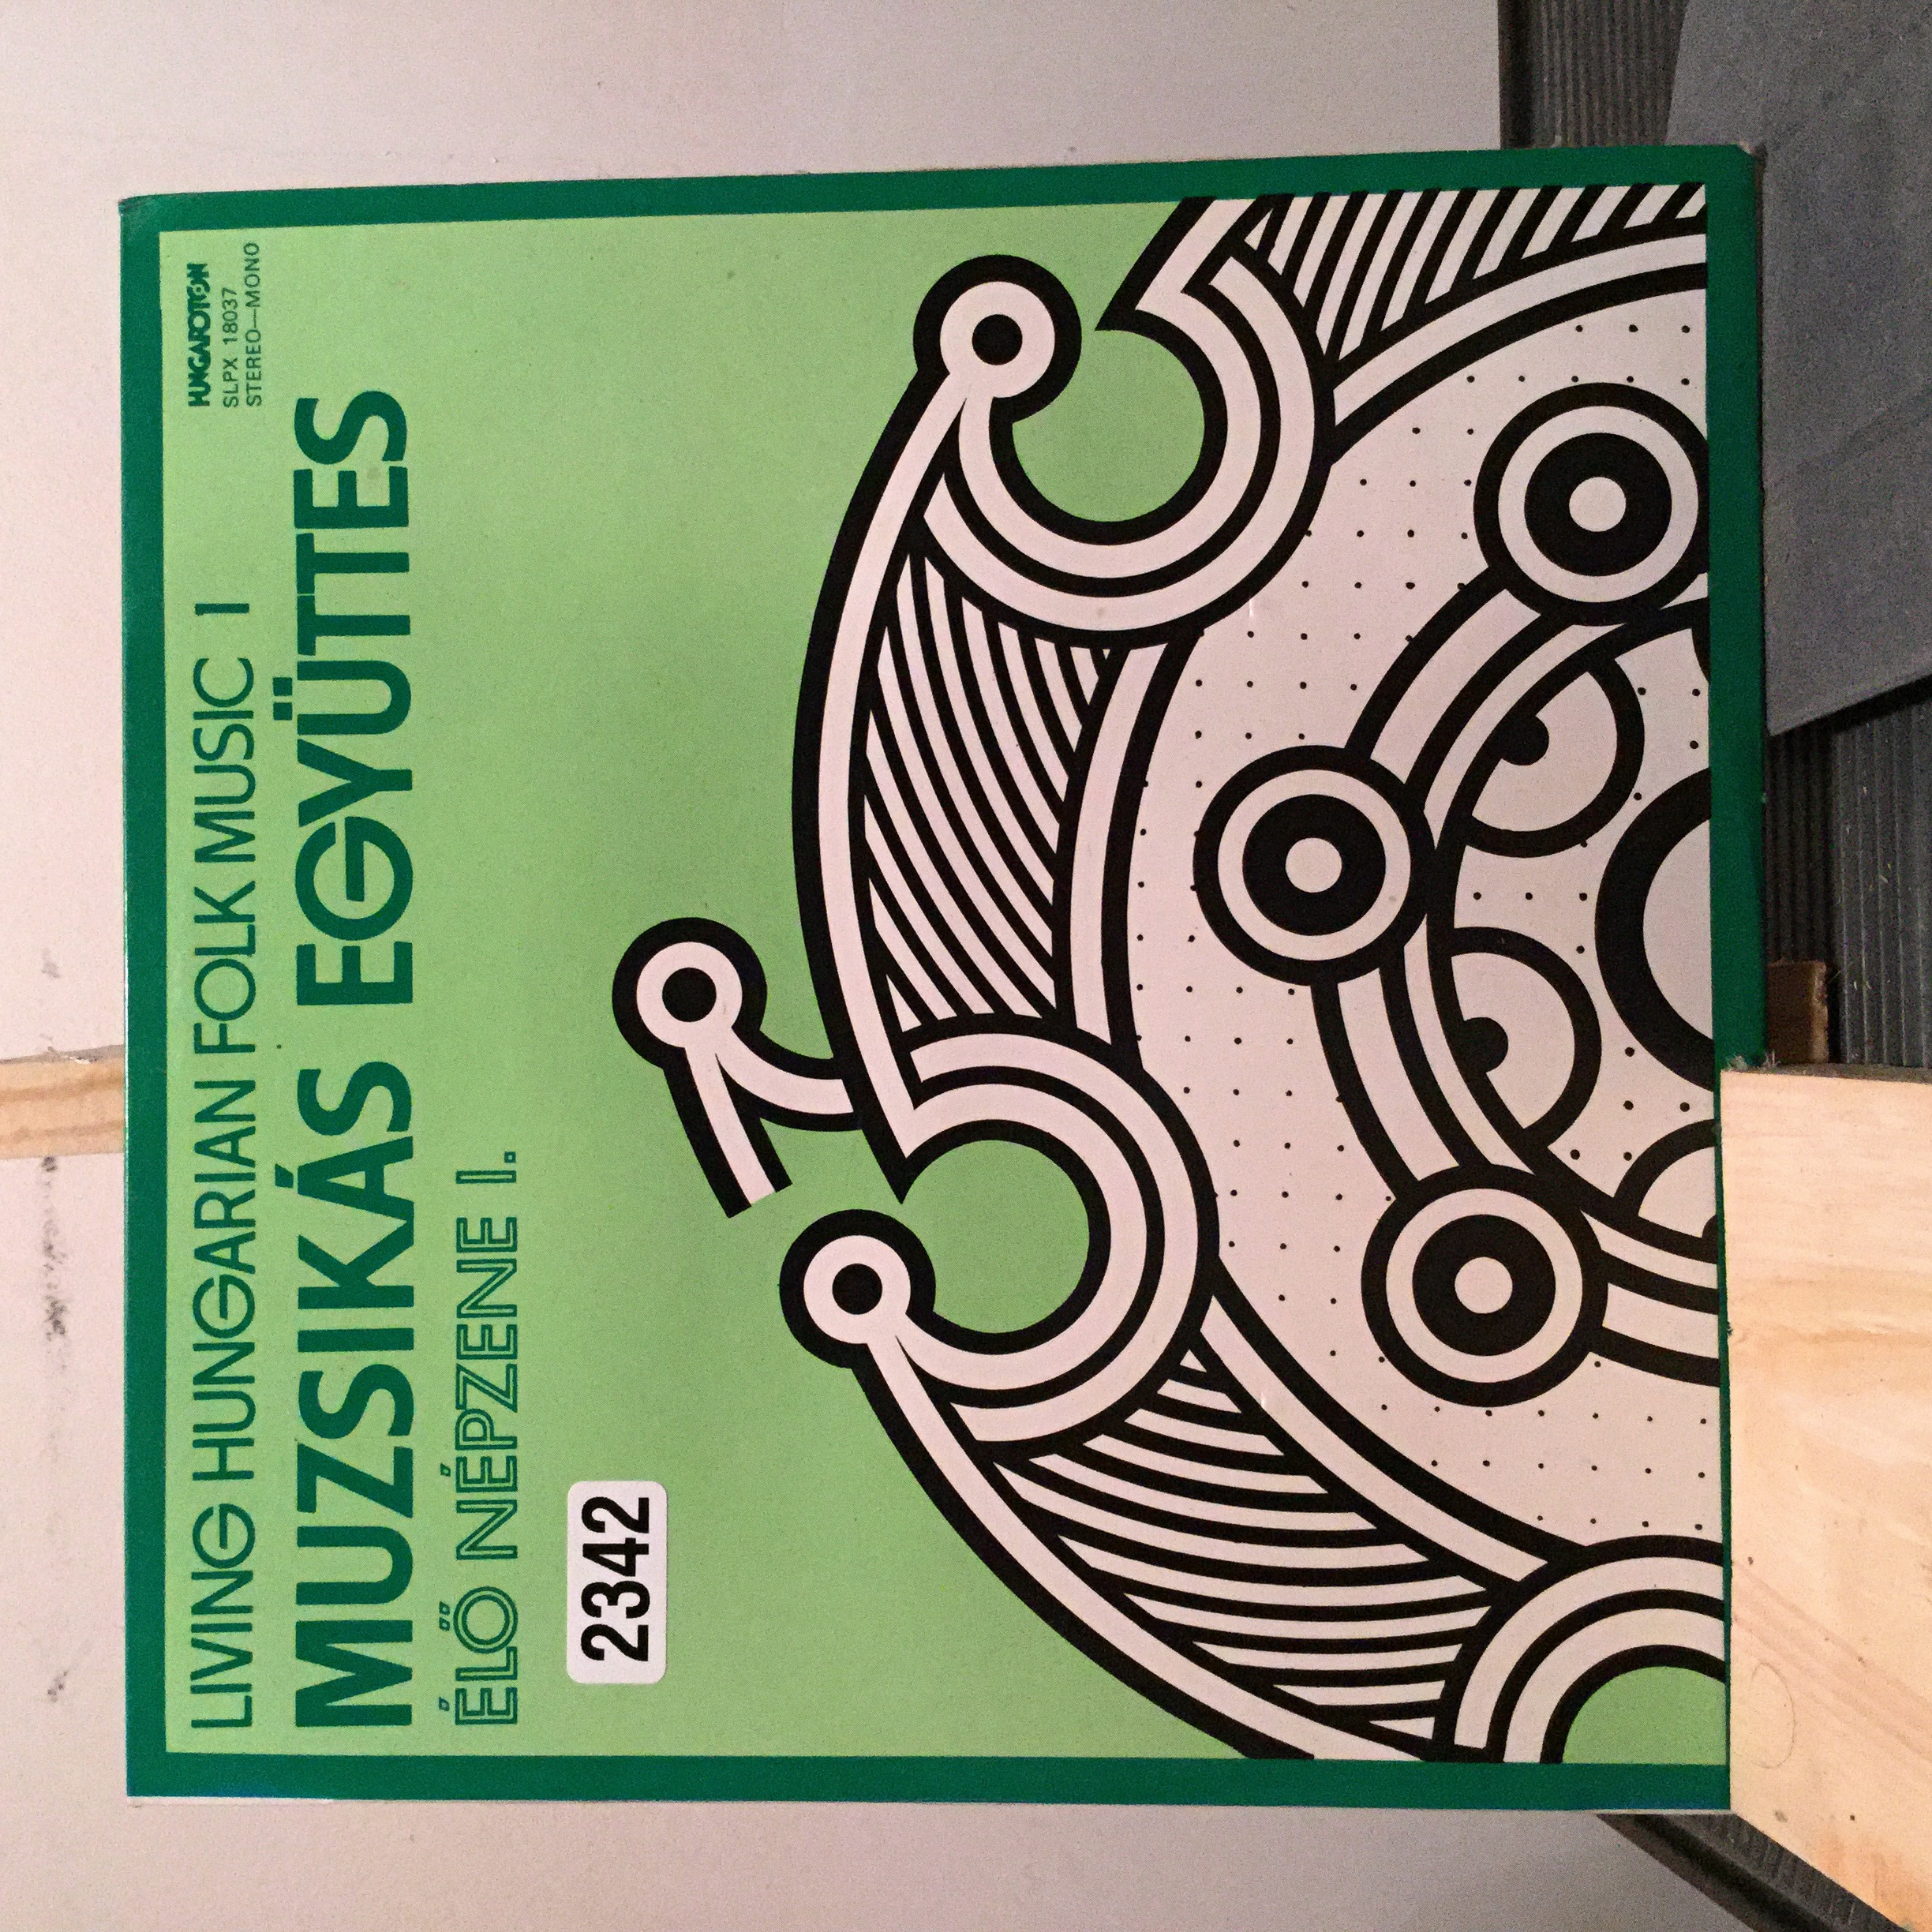 HUNGAROTON
SLPX 18037
STEREO—MONO
LIVING HUNGARIAN FOLK MUSIC I
MUZSIKÁS EGYÜTTES
ÉLŐ NÉPZENE I.
2342